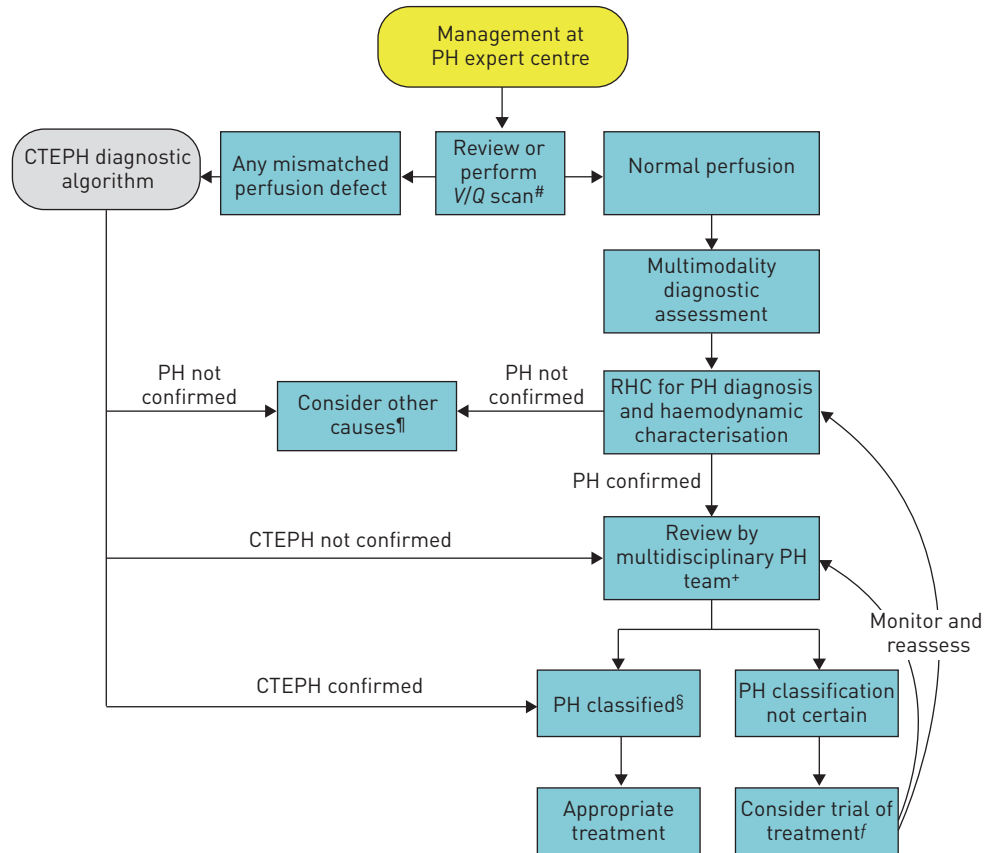 Management at
PH expert centre
CTEPH diagnostic
algorithm
Any mismatched
perfusion defect
Review or
perform
V/Q scan#
Normal perfusion
Multimodality
diagnostic
assessment
PH not
confirmed
Consider other
causes¶
PH not
confirmed
RHC for PH diagnosis
and haemodynamic
characterisation
PH confirmed
CTEPH not confirmed
Review by
multidisciplinary PH
team+
Monitor and
reassess
CTEPH confirmed
PH classified§
PH classification
not certain
Appropriate
treatment
Consider trial of
treatmentƒ